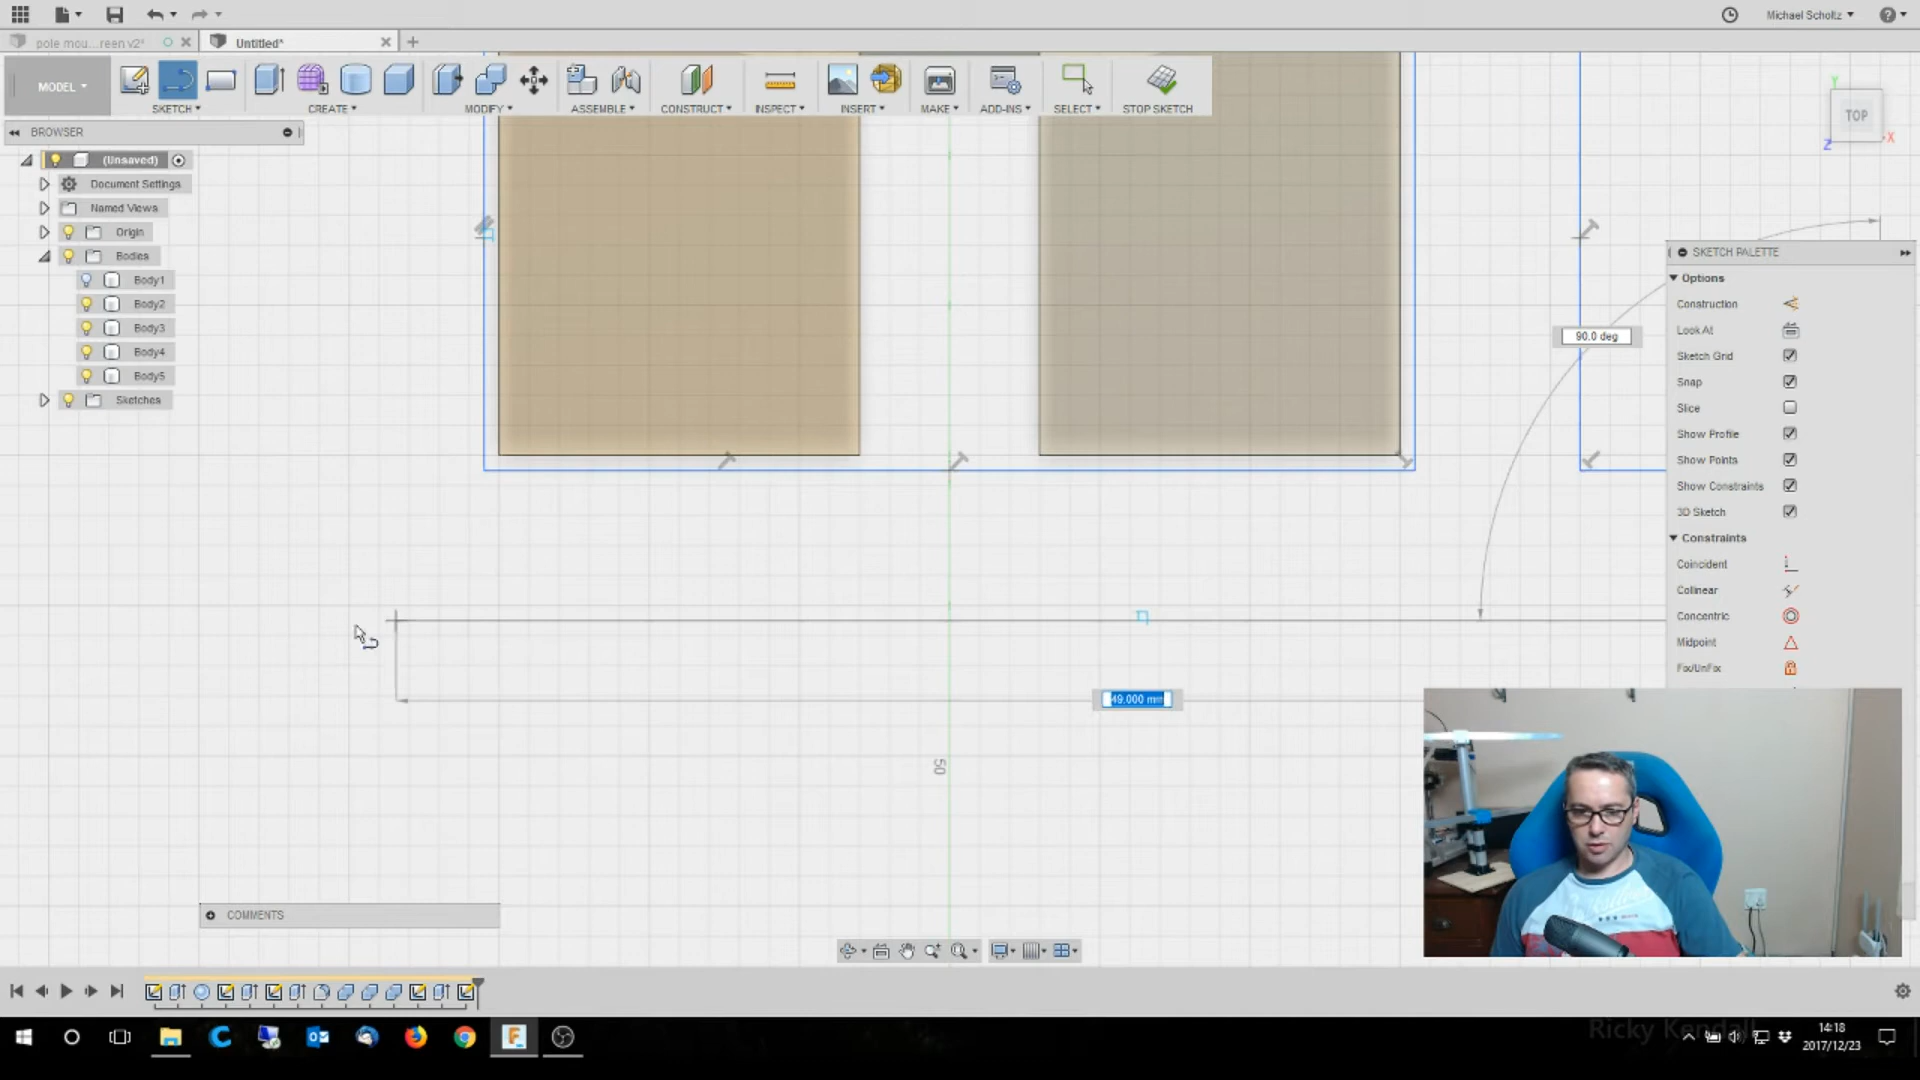 Michael Scholtz
pole mou...reen v2*
Untitled*
MODEL
SKETCH
CREATE
MODIFY
ASSEMBLE
CONSTRUCT
INSPECT
INSERT
MAKE
ADD-INS
SELECT
STOP SKETCH
TOP
Y
X
Z
BROWSER
(Unsaved)
Document Settings
Named Views
Origin
Bodies
Body1
Body2
Body3
Body4
Body5
Sketches
SKETCH PALETTE
Options
Construction
Look At
Sketch Grid
Snap
Slice
Show Profile
Show Points
Show Constraints
3D Sketch
Constraints
Coincident
Collinear
Concentric
Midpoint
Fix/UnFix
90.0 deg
49.000 mm
50
COMMENTS
14:18
2017/12/23